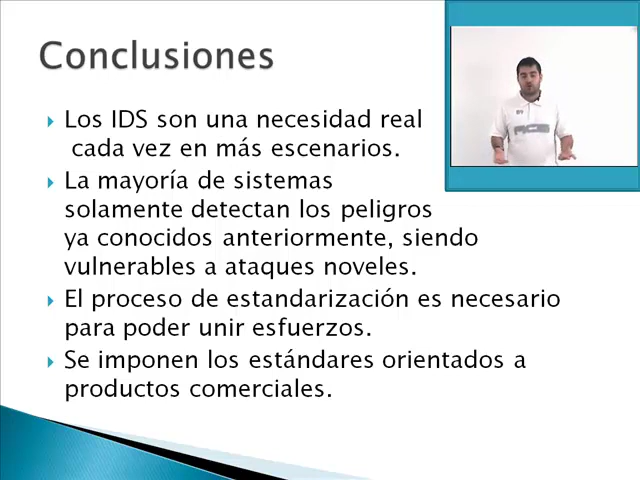 Conclusiones
Los IDS son una necesidad real
cada vez en más escenarios.
La mayoría de sistemas
solamente detectan los peligros
ya conocidos anteriormente, siendo
vulnerables a ataques noveles.
El proceso de estandarización es necesario
para poder unir esfuerzos.
Se imponen los estándares orientados a
productos comerciales.